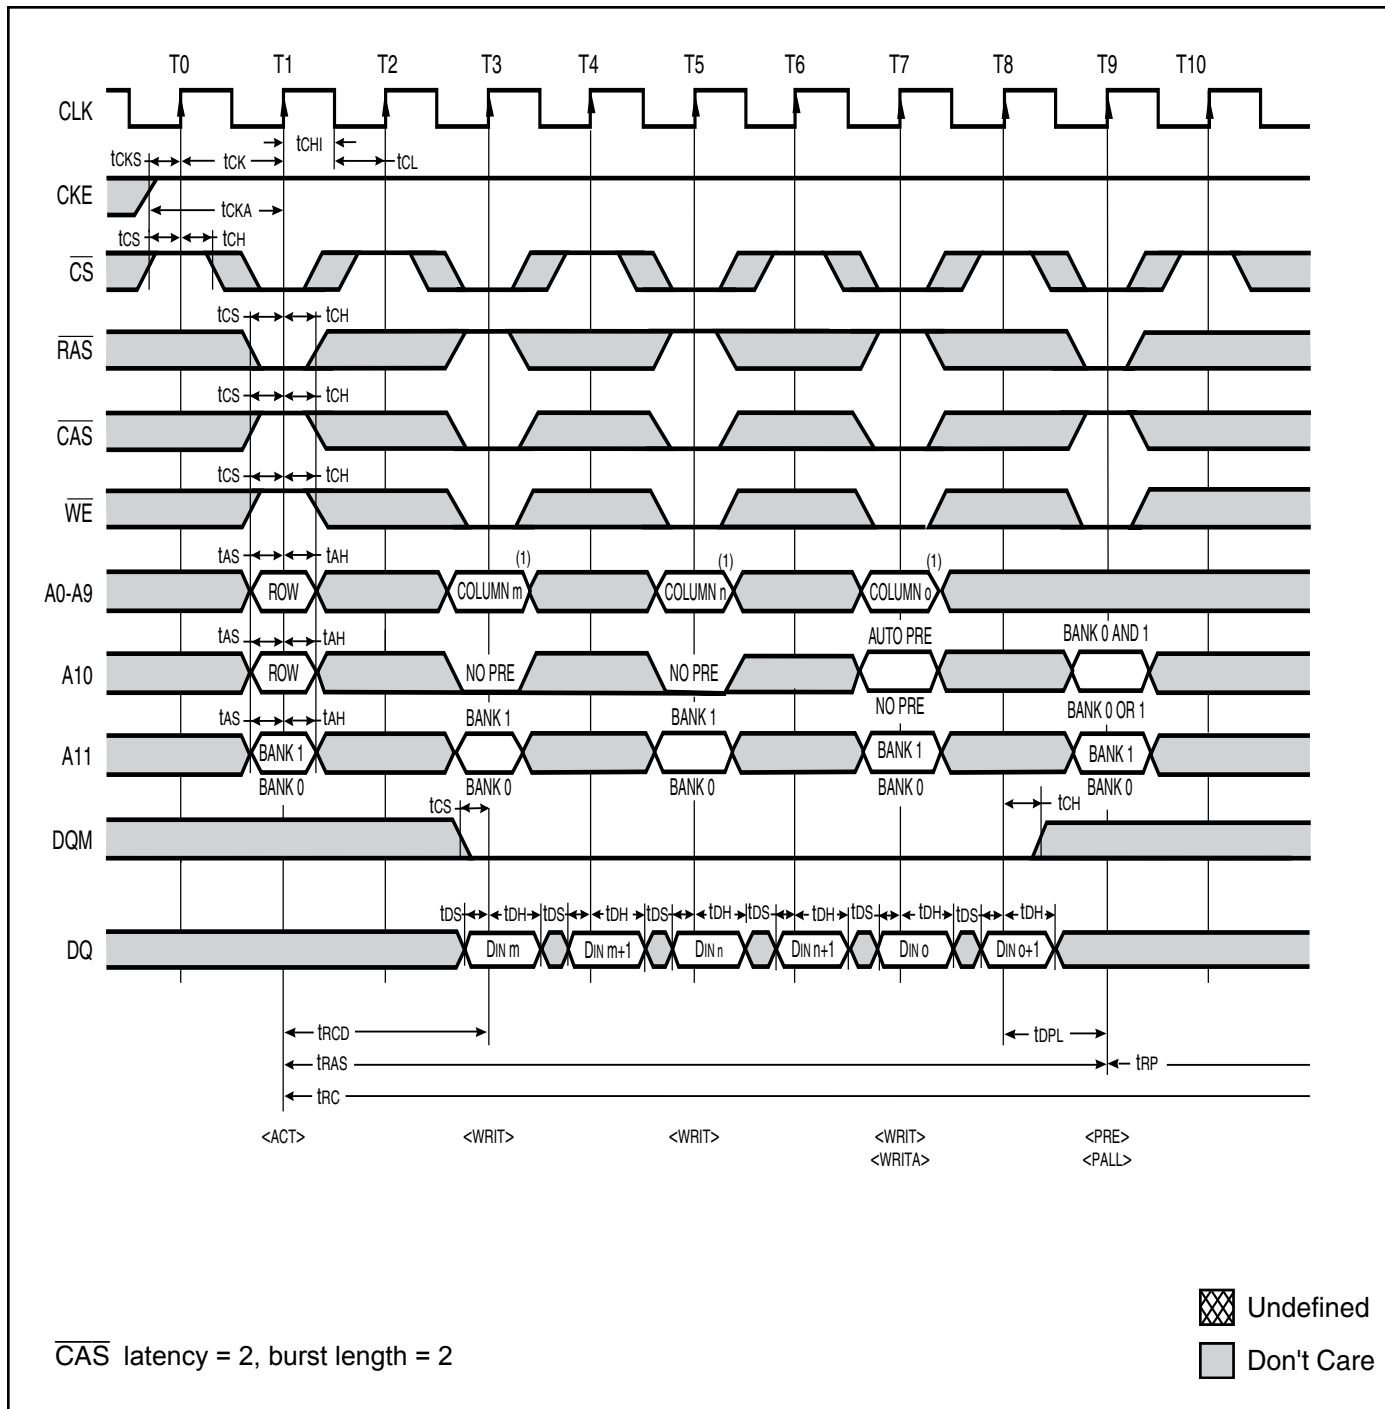 T0 T1 T2 T3 T4 T5 T6 T7 T8 T9 T10
CLK
tCHI
tCKS tCK tCL
CKE
tCKA
tCS tCH
CS
tCS tCH
RAS
tCS tCH
CAS
tCS tCH
WE
tAS tAH (1) (1) (1)
A0-A9 ROW COLUMN m COLUMN n COLUMN o
tAS tAH AUTO PRE BANK 0 AND 1
A10 ROW NO PRE NO PRE
NO PRE BANK 0 OR 1
tAS tAH BANK 1 BANK 1
A11 BANK 1 BANK 1 BANK 1
BANK 0 BANK 0 BANK 0 BANK 0 BANK 0
tCS tCH
DQM
tDS tDH tDS tDH tDS tDH tDS tDH tDS tDH tDS tDH
DQ DIN m DIN m+1 DIN n DIN n+1 DIN o DIN o+1
tRCD tDPL
tRAS tRP
tRC
<ACT> <WRIT> <WRIT> <WRIT> <PRE>
<WRITA> <PALL>
Undefined
CAS latency = 2, burst length = 2
Don't Care